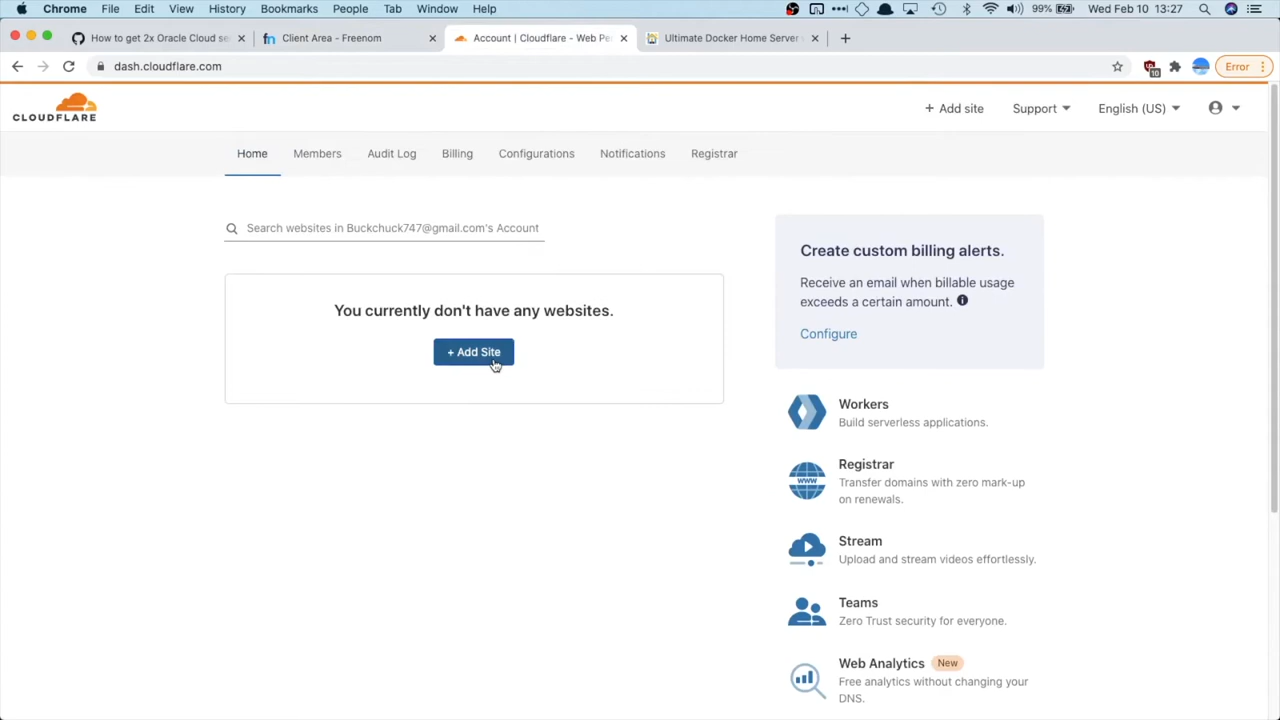 Chrome File Edit View History Bookmarks People Tab Window Help 99% Wed Feb 10 13:27
How to get 2x Oracle Cloud se
Client Area - Freenom
Account | Cloudflare - Web Pe
Ultimate Docker Home Server
dash.cloudflare.com
10
Error
CLOUDFLARE
+ Add site
Support
English (US)
Home Members Audit Log Billing Configurations Notifications Registrar
Search websites in Buckchuck747@gmail.com's Account
You currently don't have any websites.
+ Add Site
Create custom billing alerts.
Receive an email when billable usage
exceeds a certain amount.
Configure
Workers
Build serverless applications.
WWW
Registrar
Transfer domains with zero mark-up
on renewals.
Stream
Upload and stream videos effortlessly.
Teams
Zero Trust security for everyone.
Web Analytics New
Free analytics without changing your
DNS.